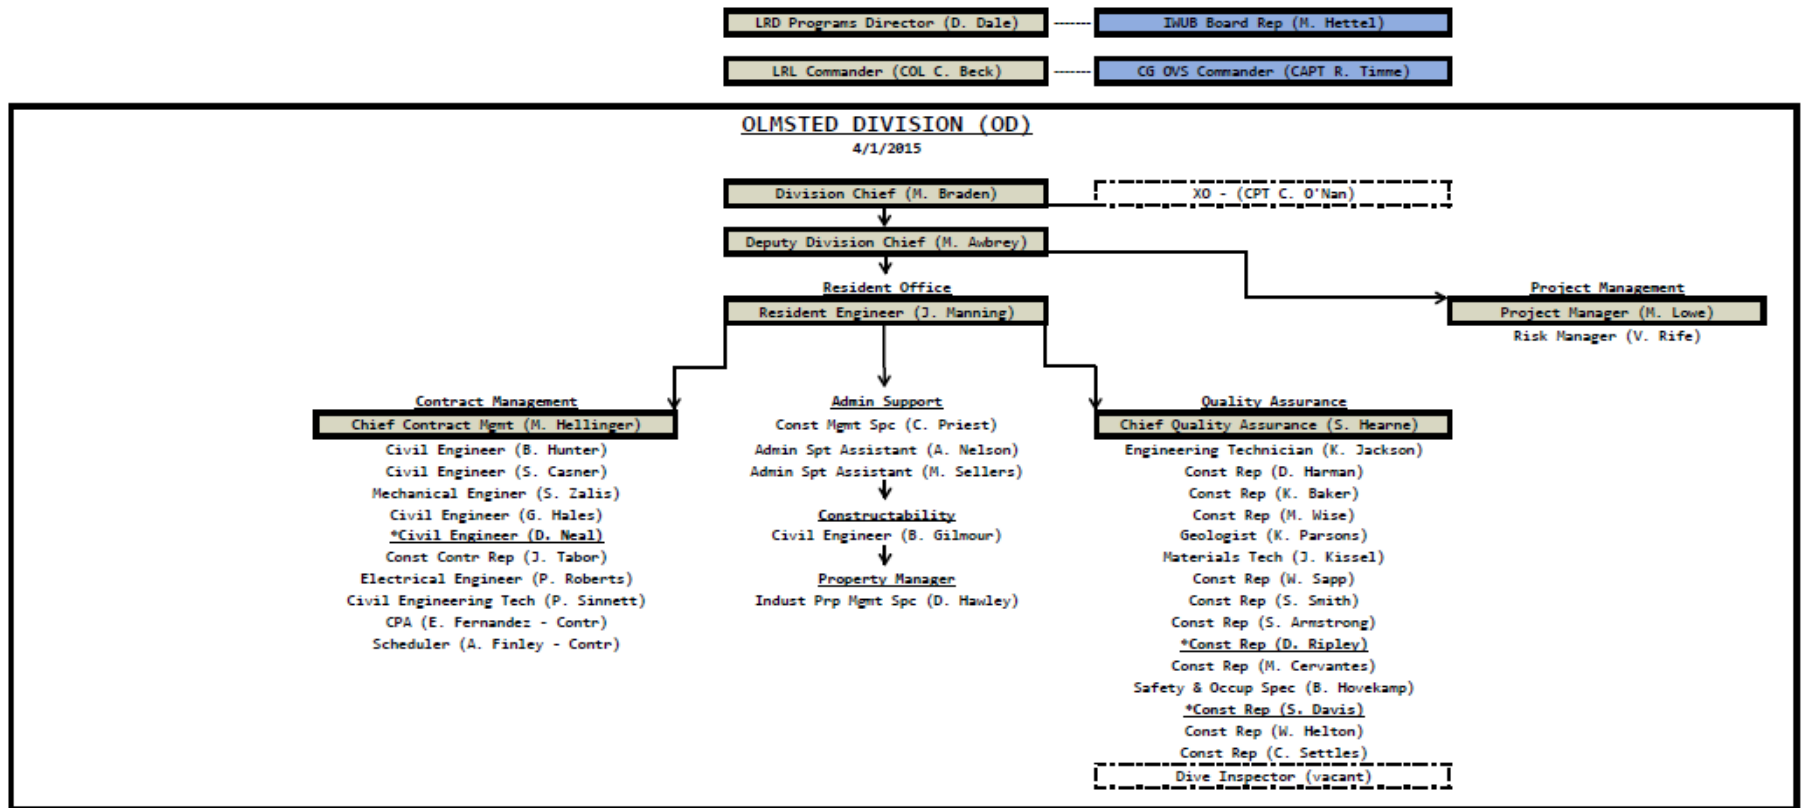 LRD Programs Director (D. Dale)
IWUB Board Rep (M. Hettel)
LRL Commander (COL C. Beck)
CG OVS Commander (CAPT R. Timme)
OLMSTED DIVISION (OD)
4/1/2015
Division Chief (M. Braden)
XO - (CPT C. O'Nan)
Deputy Division Chief (M. Awbrey)
Resident Office
Resident Engineer (J. Manning)
Project Management
Project Manager (M. Lowe)
Risk Manager (V. Rife)
Contract Management
Chief Contract Mgmt (M. Hellinger)
Civil Engineer (B. Hunter)
Civil Engineer (S. Casner)
Mechanical Enginer (S. Zalis)
Civil Engineer (G. Hales)
*Civil Engineer (D. Neal)
Const Contr Rep (J. Tabor)
Electrical Engineer (P. Roberts)
Civil Engineering Tech (P. Sinnett)
CPA (E. Fernandez - Contr)
Scheduler (A. Finley - Contr)
Admin Support
Const Mgmt Spc (C. Priest)
Admin Spt Assistant (A. Nelson)
Admin Spt Assistant (M. Sellers)
Constructability
Civil Engineer (B. Gilmour)
Property Manager
Indust Prp Mgmt Spc (D. Hawley)
Quality Assurance
Chief Quality Assurance (S. Hearne)
Engineering Technician (K. Jackson)
Const Rep (D. Harman)
Const Rep (K. Baker)
Const Rep (M. Wise)
Geologist (K. Parsons)
Materials Tech (J. Kissel)
Const Rep (W. Sapp)
Const Rep (S. Smith)
Const Rep (S. Armstrong)
*Const Rep (D. Ripley)
Const Rep (M. Cervantes)
Safety & Occup Spec (B. Hovekamp)
*Const Rep (S. Davis)
Const Rep (W. Helton)
Const Rep (C. Settles)
Dive Inspector (vacant)